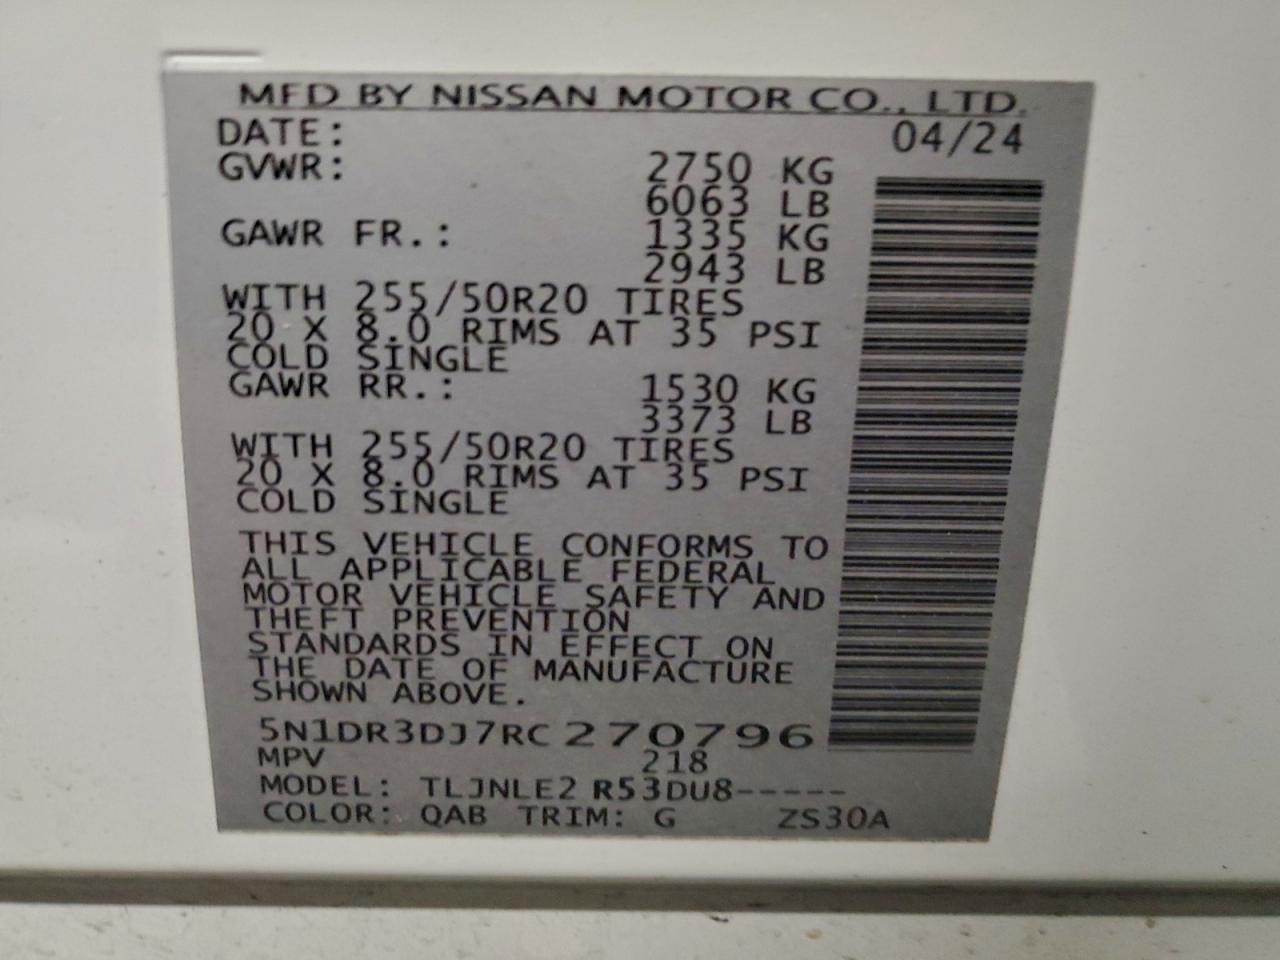 MFD BY NISSAN MOTOR CO., LTD.
DATE: 04/24
GVWR: 2750 KG
6063 LB
GAWR FR.: 1335 KG
2943 LB
WITH 255/50R20 TIRES
20 X 8.0 RIMS AT 35 PSI
COLD SINGLE
GAWR RR.: 1530 KG
3373 LB
WITH 255/50R20 TIRES
20 X 8.0 RIMS AT 35 PSI
COLD SINGLE
THIS VEHICLE CONFORMS TO
ALL APPLICABLE FEDERAL
MOTOR VEHICLE SAFETY AND
THEFT PREVENTION
STANDARDS IN EFFECT ON
THE DATE OF MANUFACTURE
SHOWN ABOVE.
5N1DR3DJ7RC270796
MPV 218
MODEL: TLJNLE2 R53DU8-----
COLOR: QAB TRIM: G ZS30A